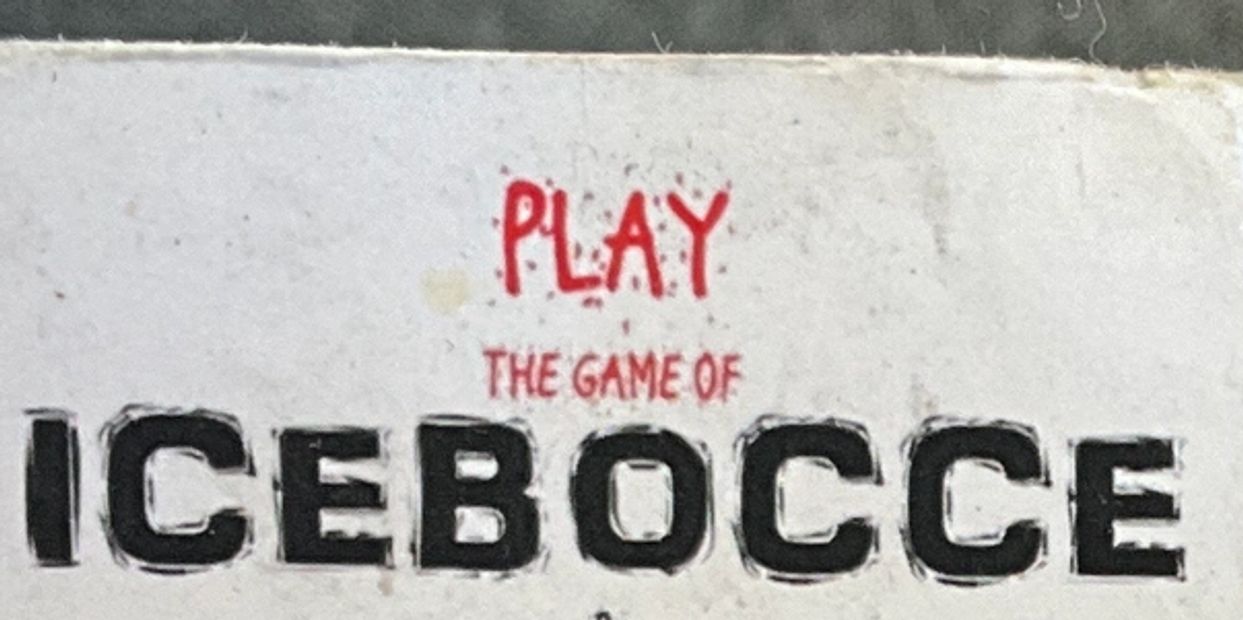 PLAY
THE GAME OF
ICEBOCCE